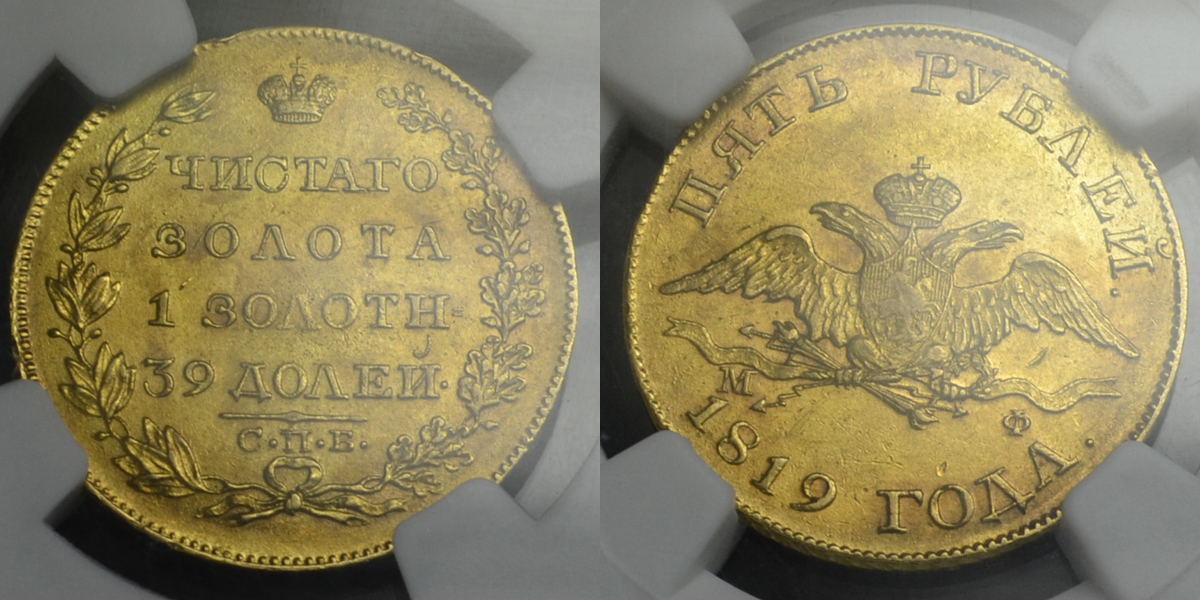 ЧИСТАГО
ЗОЛОТА
1 ЗОЛОТН=
39 ДОЛЕЙ.
С.П.Б.
ПЯТЬ РУБЛЕЙ.
М Ф
1819 ГОДА.